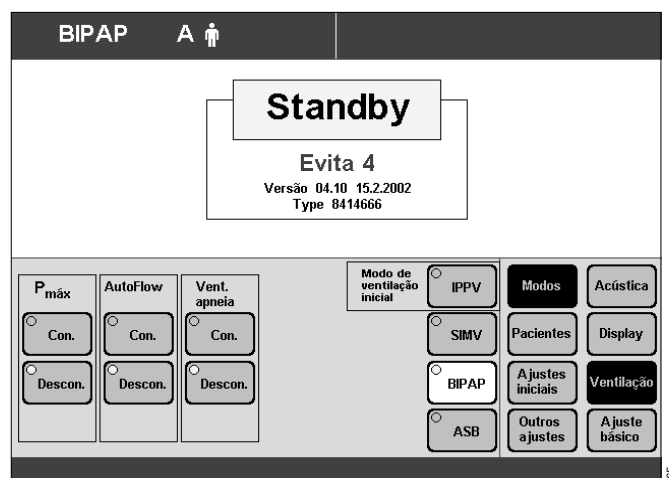 BIPAP A
Standby
Evita 4
Versão 04.10 15.2.2002
Type 8414666
Pmáx
Con.
Descon.
AutoFlow
Con.
Descon.
Vent.
apneia
Con.
Descon.
Modo de
ventilação
inicial
IPPV
SIMV
BIPAP
ASB
Modos
Acústica
Pacientes
Display
Ajustes
iniciais
Ventilação
Outros
ajustes
Ajuste
básico